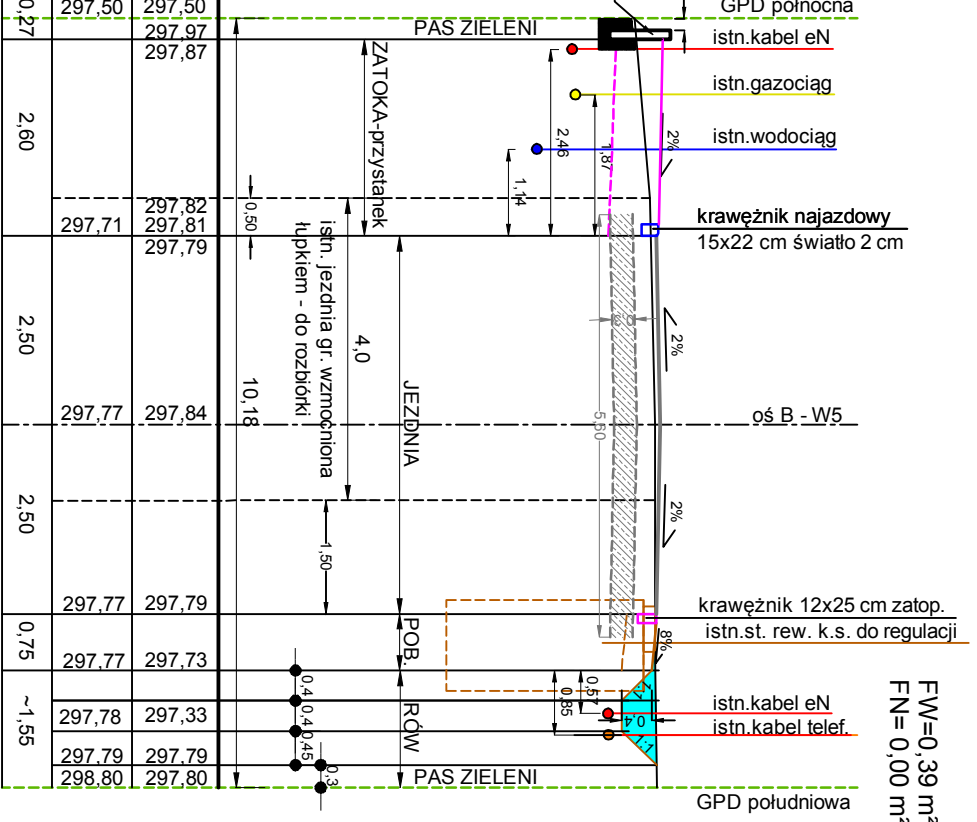 GPD północna
istn.kabel eN
istn.gazociąg
istn.wodociąg
krawężnik najazdowy
15x22 cm światło 2 cm
oś B - W5
krawężnik 12x25 cm zatop.
istn.st. rew. k.s. do regulacji
istn.kabel eN
istn.kabel telef.
GPD południowa
FW=0,39 m²
FN= 0,00 m²
PAS ZIELENI
ZATOKA-przystanek
2,46
1,87
1,14
2%
0,50
istn. jezdnia gr. wzmocniona
łupkiem - do rozbiórki
4,0
10,18
JEZDNIA
5,60
2%
2%
1,50
POB.
8%
RÓW
0,57
0,85
0,4
1:1
0,4
0,4
0,45
0,3
PAS ZIELENI
0,27
297,50 297,50
297,97
297,87
2,60
297,82
297,71 297,81
297,79
2,50
297,77 297,84
2,50
297,77 297,79
0,75
297,77 297,73
~1,55
297,78 297,33
297,79 297,79
298,80 297,80